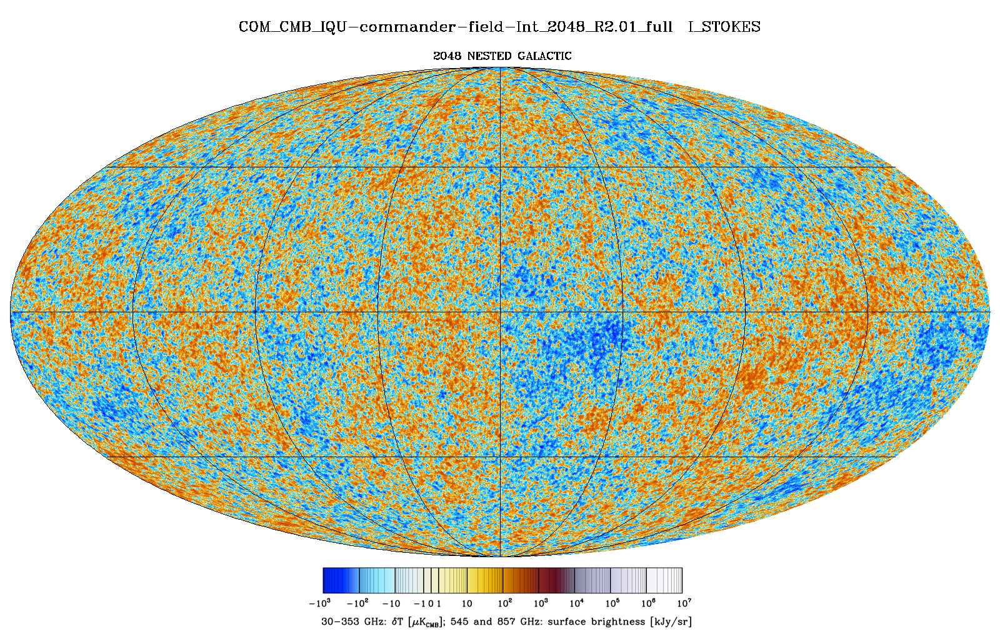 COM_CMB_IQU-commander-field-Int_2048_R2.01_full I_STOKES
2048 NESTED GALACTIC
-10³ -10² -10 -1 0 1 10 10² 10³ 10⁴ 10⁵ 10⁶ 10⁷
30-353 GHz: δT [μK_CMB]; 545 and 857 GHz: surface brightness [kJy/sr]